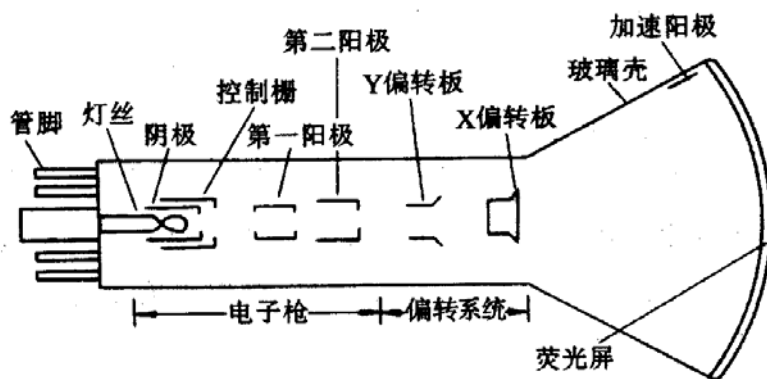 加速阳极
第二阳极
玻璃壳
Y偏转板
控制栅
X偏转板
灯丝
管脚
阴极
第一阳极
电子枪
偏转系统
荧光屏